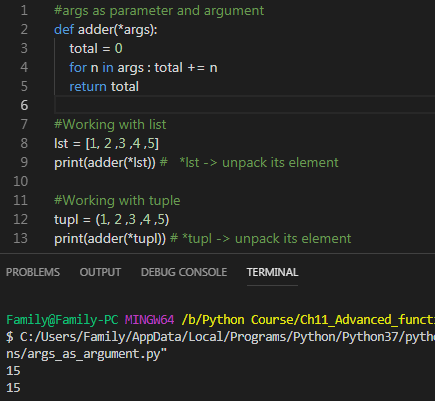 1 #args as parameter and argument
2 def adder(*args):
3 total = 0
4 for n in args : total += n
5 return total
6
7 #Working with list
8 lst = [1, 2 ,3 ,4 ,5]
9 print(adder(*lst)) # *lst -> unpack its element
10
11 #Working with tuple
12 tupl = (1, 2 ,3 ,4 ,5)
13 print(adder(*tupl)) # *tupl -> unpack its element
PROBLEMS OUTPUT DEBUG CONSOLE TERMINAL
Family@Family-PC MINGW64 /b/Python Course/Ch11_Advanced_functi
$ C:/Users/Family/AppData/Local/Programs/Python/Python37/pytho
ns/args_as_argument.py"
15
15